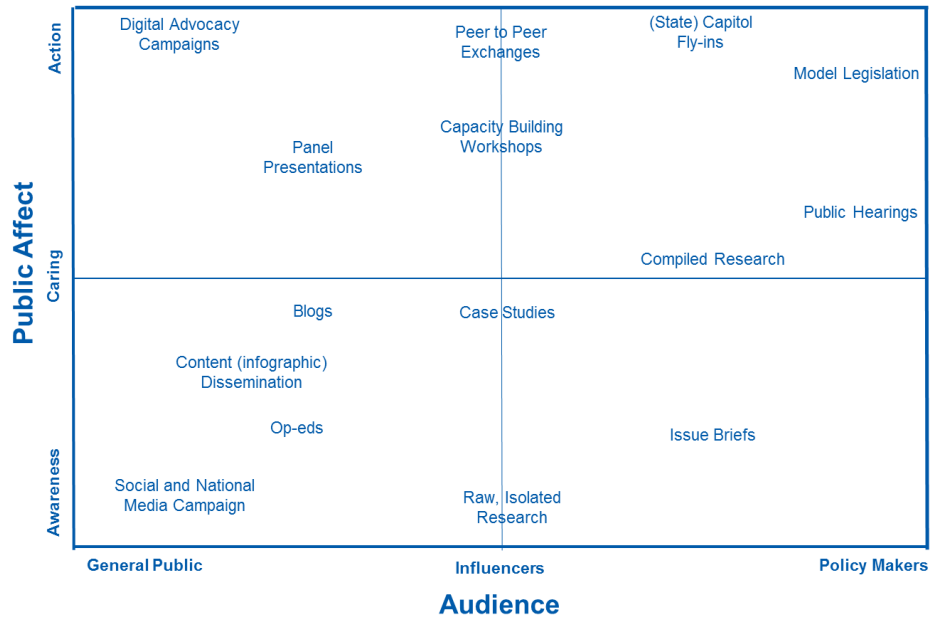 Digital Advocacy
Campaigns
Peer to Peer
Exchanges
(State) Capitol
Fly-ins
Model Legislation
Capacity Building
Workshops
Panel
Presentations
Public Hearings
Compiled Research
Blogs
Case Studies
Content (infographic)
Dissemination
Op-eds
Issue Briefs
Social and National
Media Campaign
Raw, Isolated
Research
Action
Caring
Awareness
Public Affect
General Public
Influencers
Policy Makers
Audience